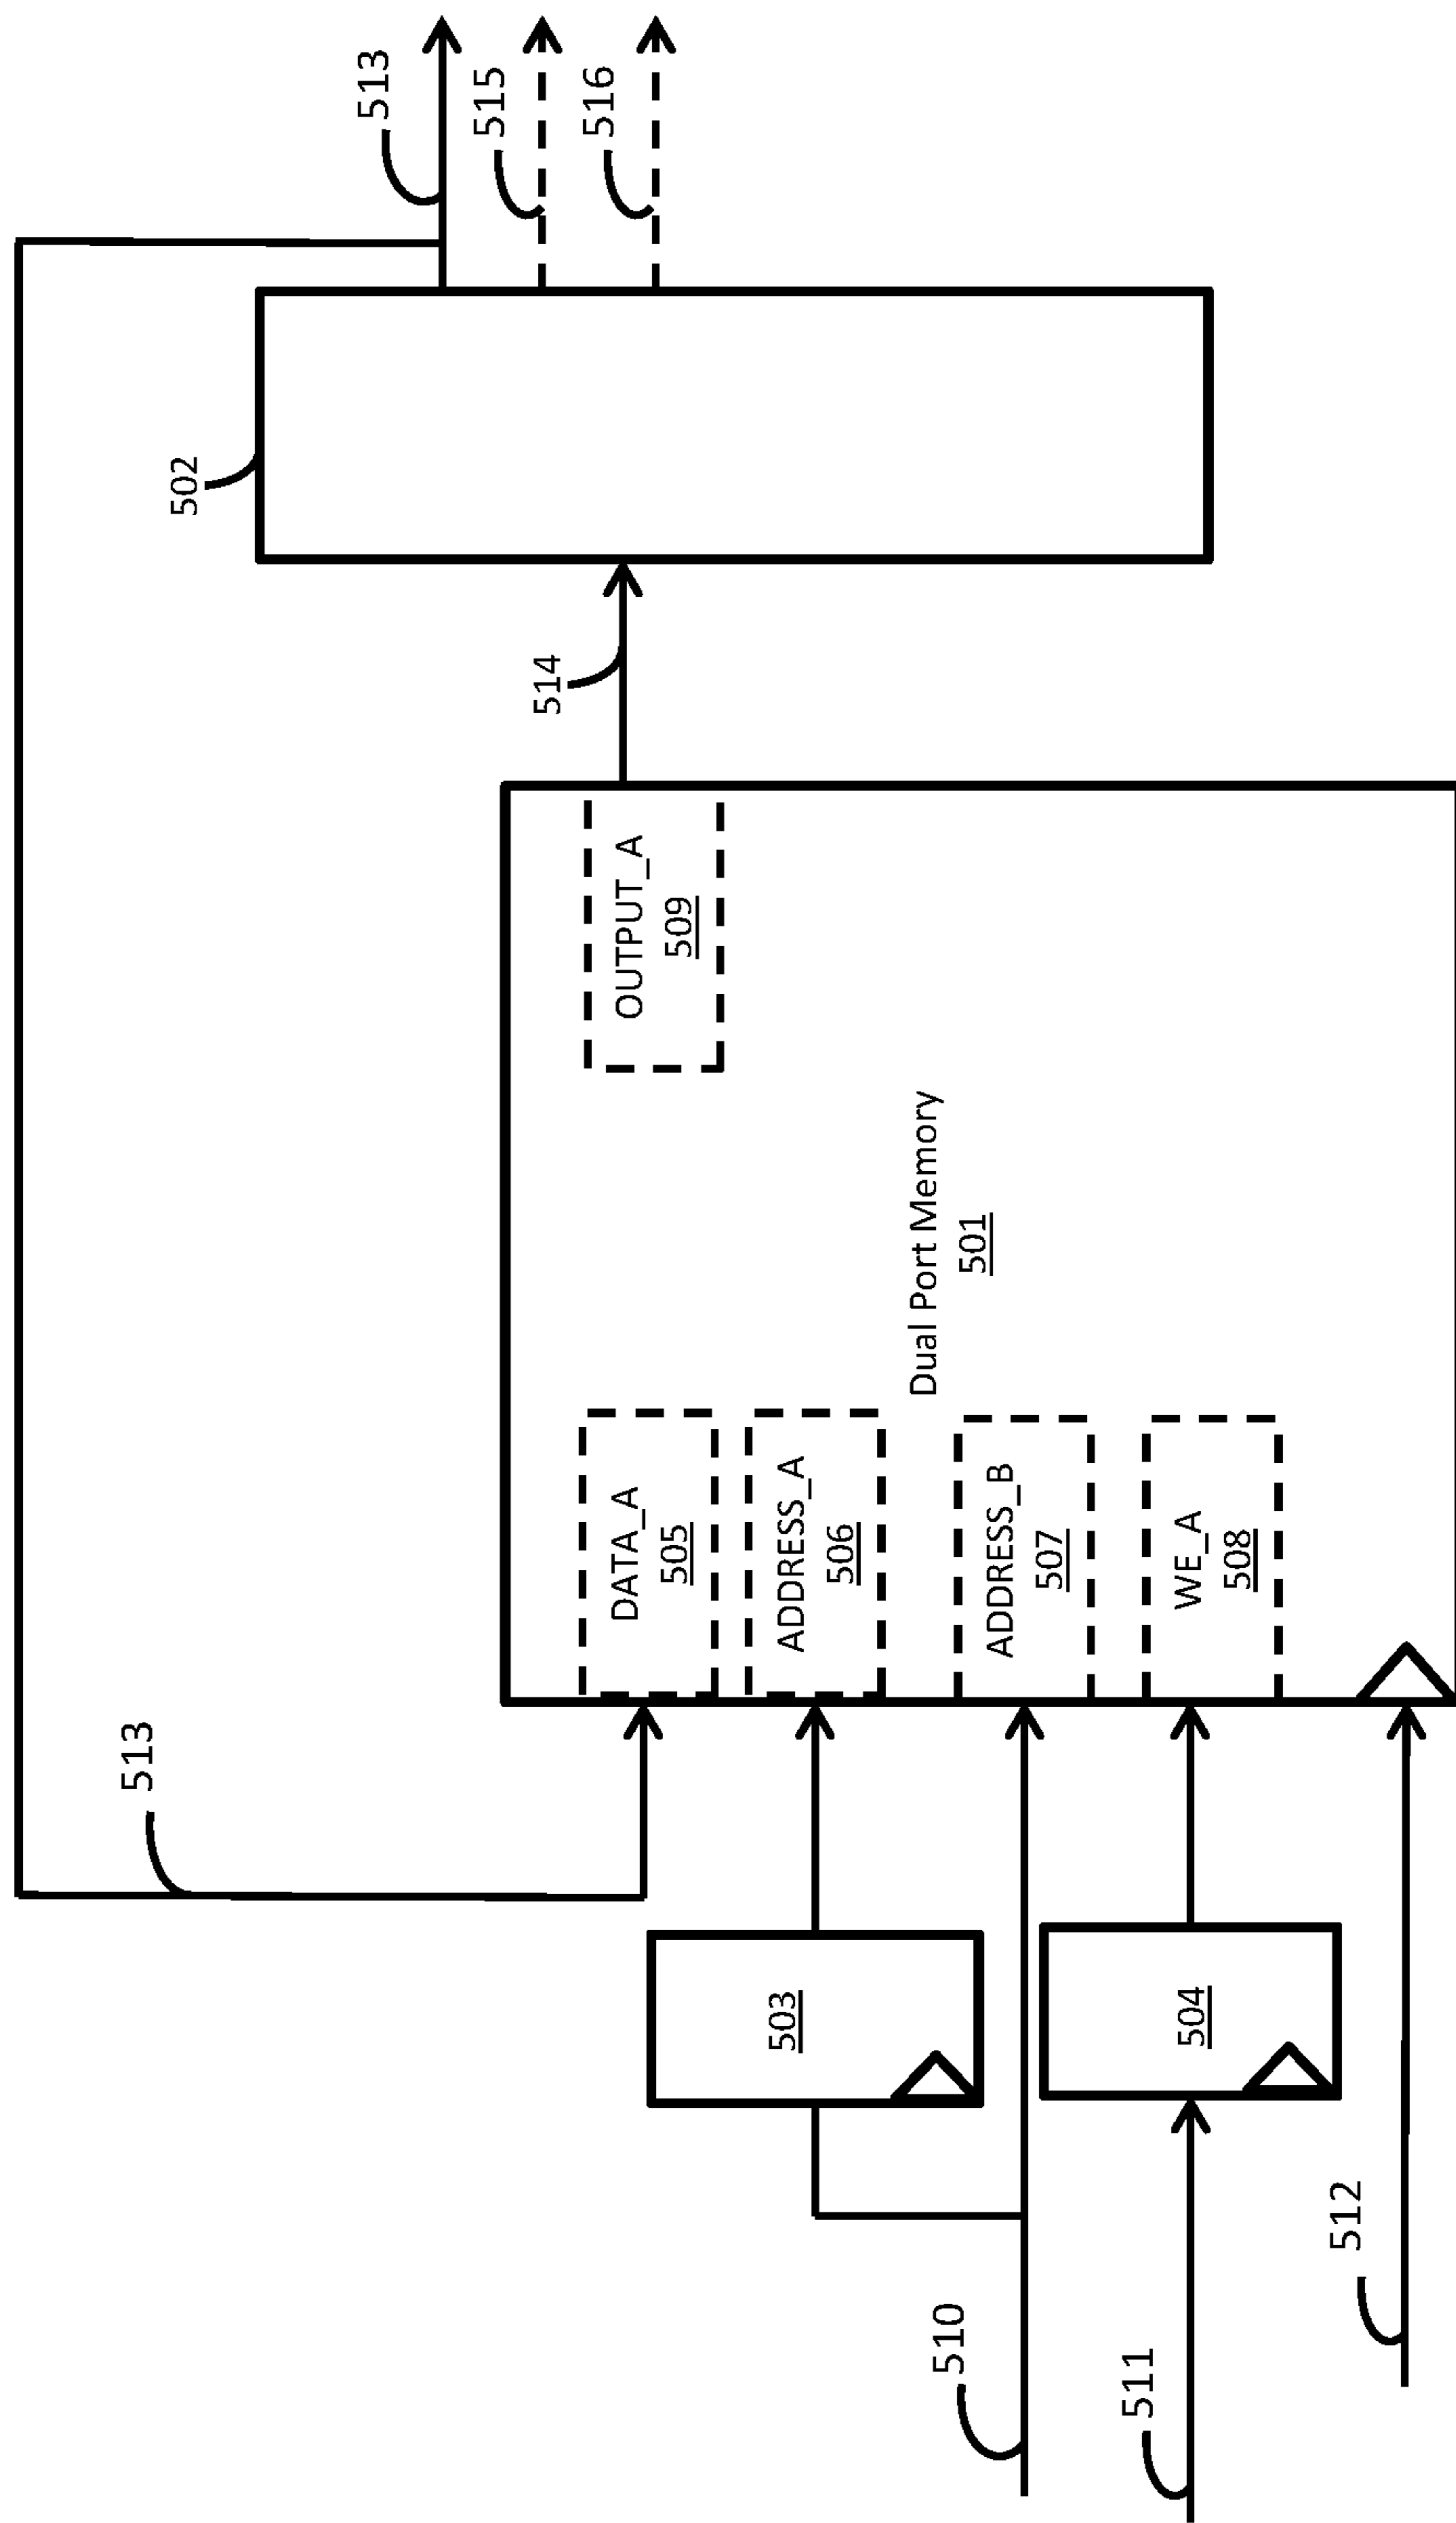 513
515
516
502
514
OUTPUT_A
509
Dual Port Memory
501
DATA_A
505
ADDRESS_A
506
ADDRESS_B
507
WE_A
508
513
503
504
510
511
512